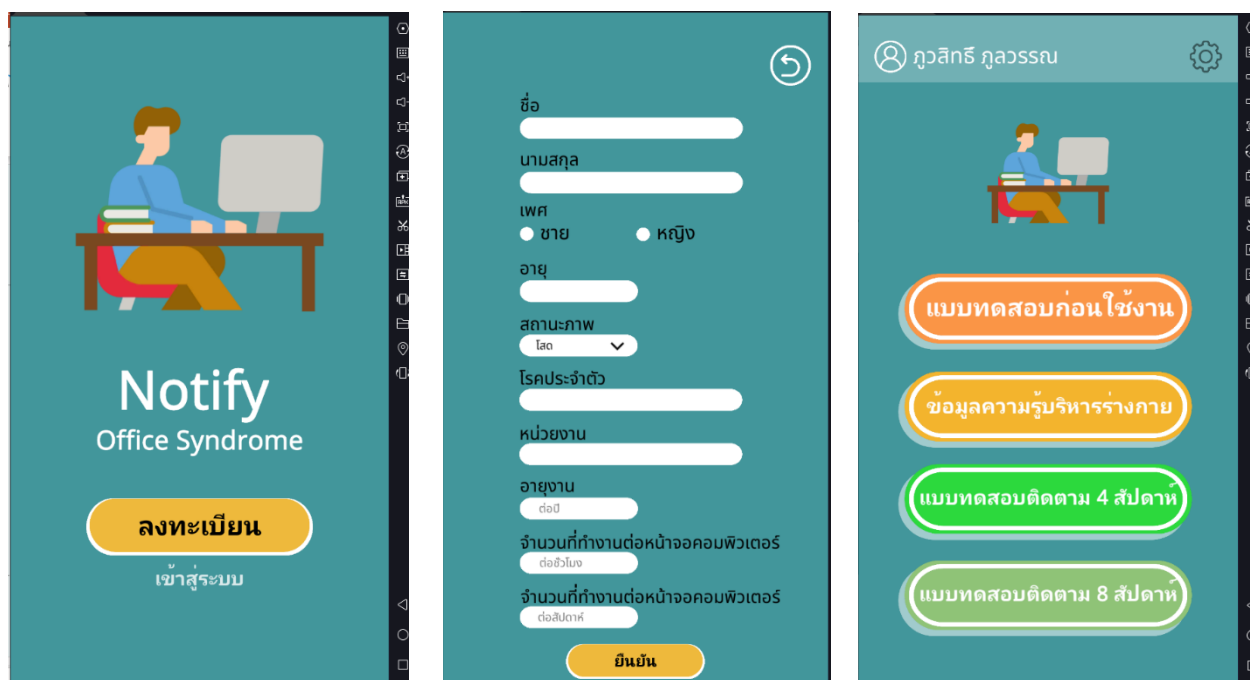 Notify
Office Syndrome
ลงทะเบียน
เข้าสู่ระบบ
ชื่อ
นามสกุล
เพศ
ชาย หญิง
อายุ
สถานะภาพ
โสด
โรคประจำตัว
หน่วยงาน
อายุงาน
ต่อปี
จำนวนที่ทำงานต่อหน้าจอคอมพิวเตอร์
ต่อชัวโมง
จำนวนที่ทำงานต่อหน้าจอคอมพิวเตอร์
ต่อสัปดาห์
ยืนยัน
ภูวสิทธิ์ ภูลวรรณ
แบบทดสอบก่อนใช้งาน
ข้อมูลความรู้บริหารร่างกาย
แบบทดสอบติดตาม 4 สัปดาห์
แบบทดสอบติดตาม 8 สัปดาห์